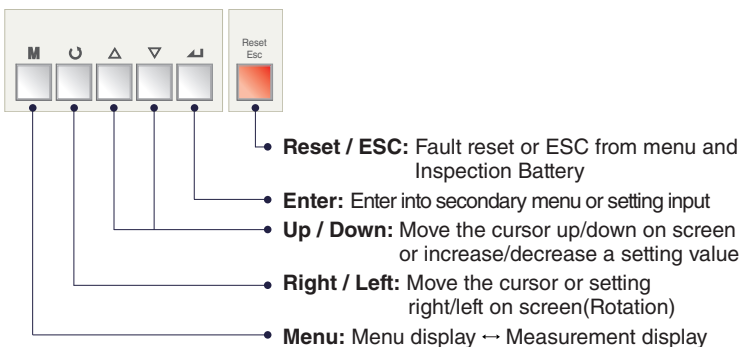 M
Reset
Esc
Reset / ESC: Fault reset or ESC from menu and
Inspection Battery
Enter: Enter into secondary menu or setting input
Up / Down: Move the cursor up/down on screen
or increase/decrease a setting value
Right / Left: Move the cursor or setting
right/left on screen(Rotation)
Menu: Menu display ↔ Measurement display